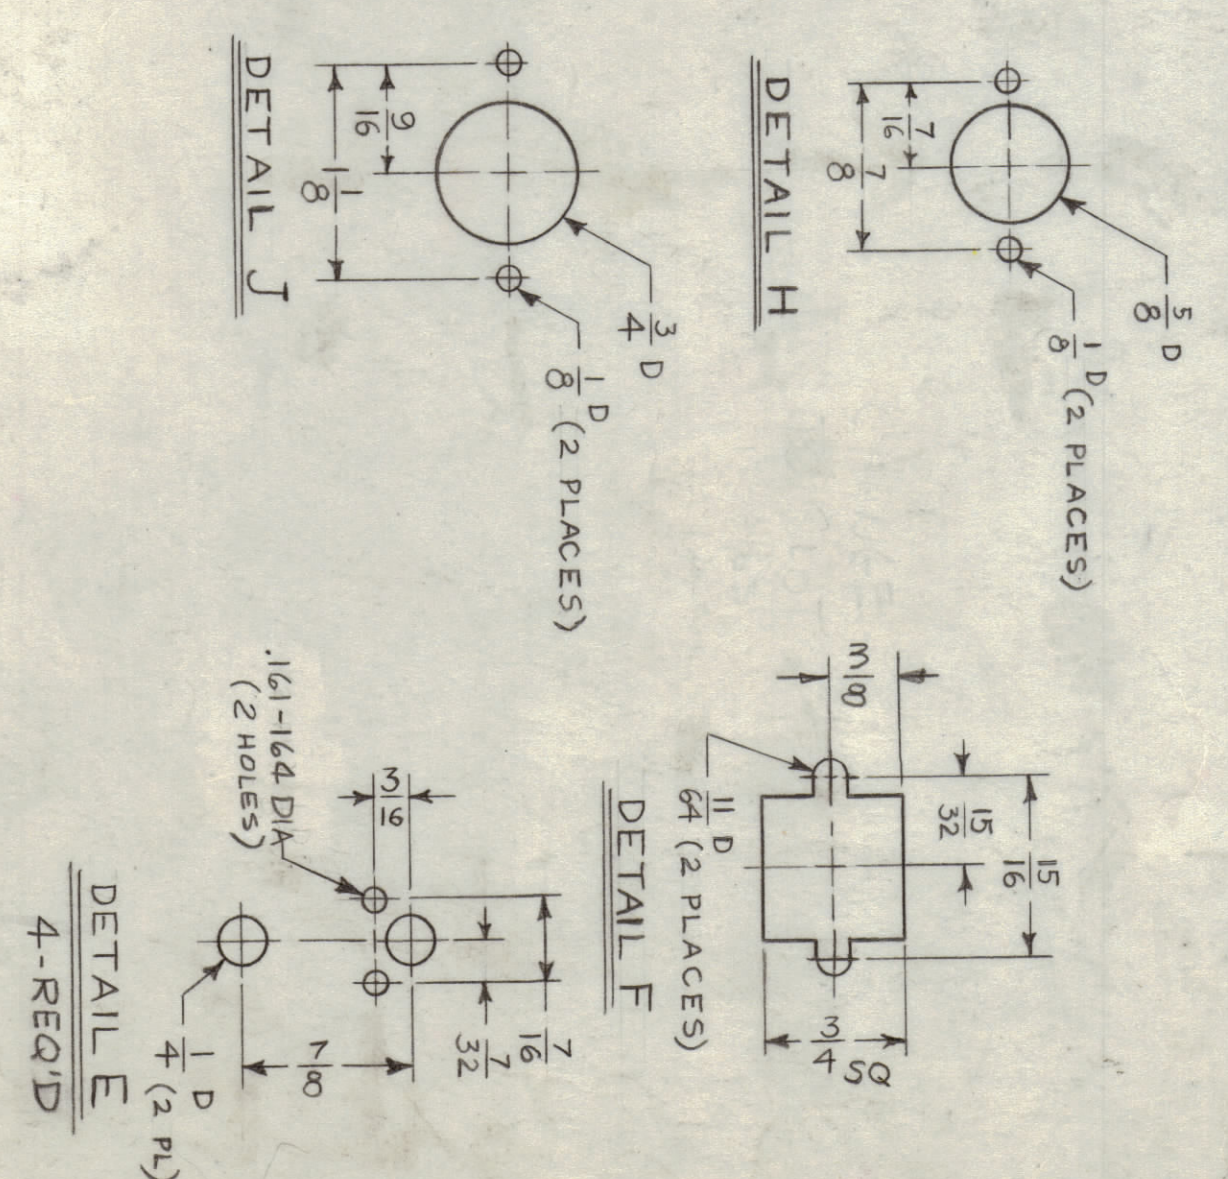 5/8 D
1/8 D (2 PLACES)
7/16
7/8
DETAIL H
3/4 D
1/8 D (2 PLACES)
9/16
1 1/8
DETAIL J
15/16
15/32
3/8
3/4 SQ
11/64 D (2 PLACES)
DETAIL F
7/16
7/32
3/16
7/8
.161-164 DIA
(2 HOLES)
1/4 D (2 PL)
DETAIL E
4-REQ'D